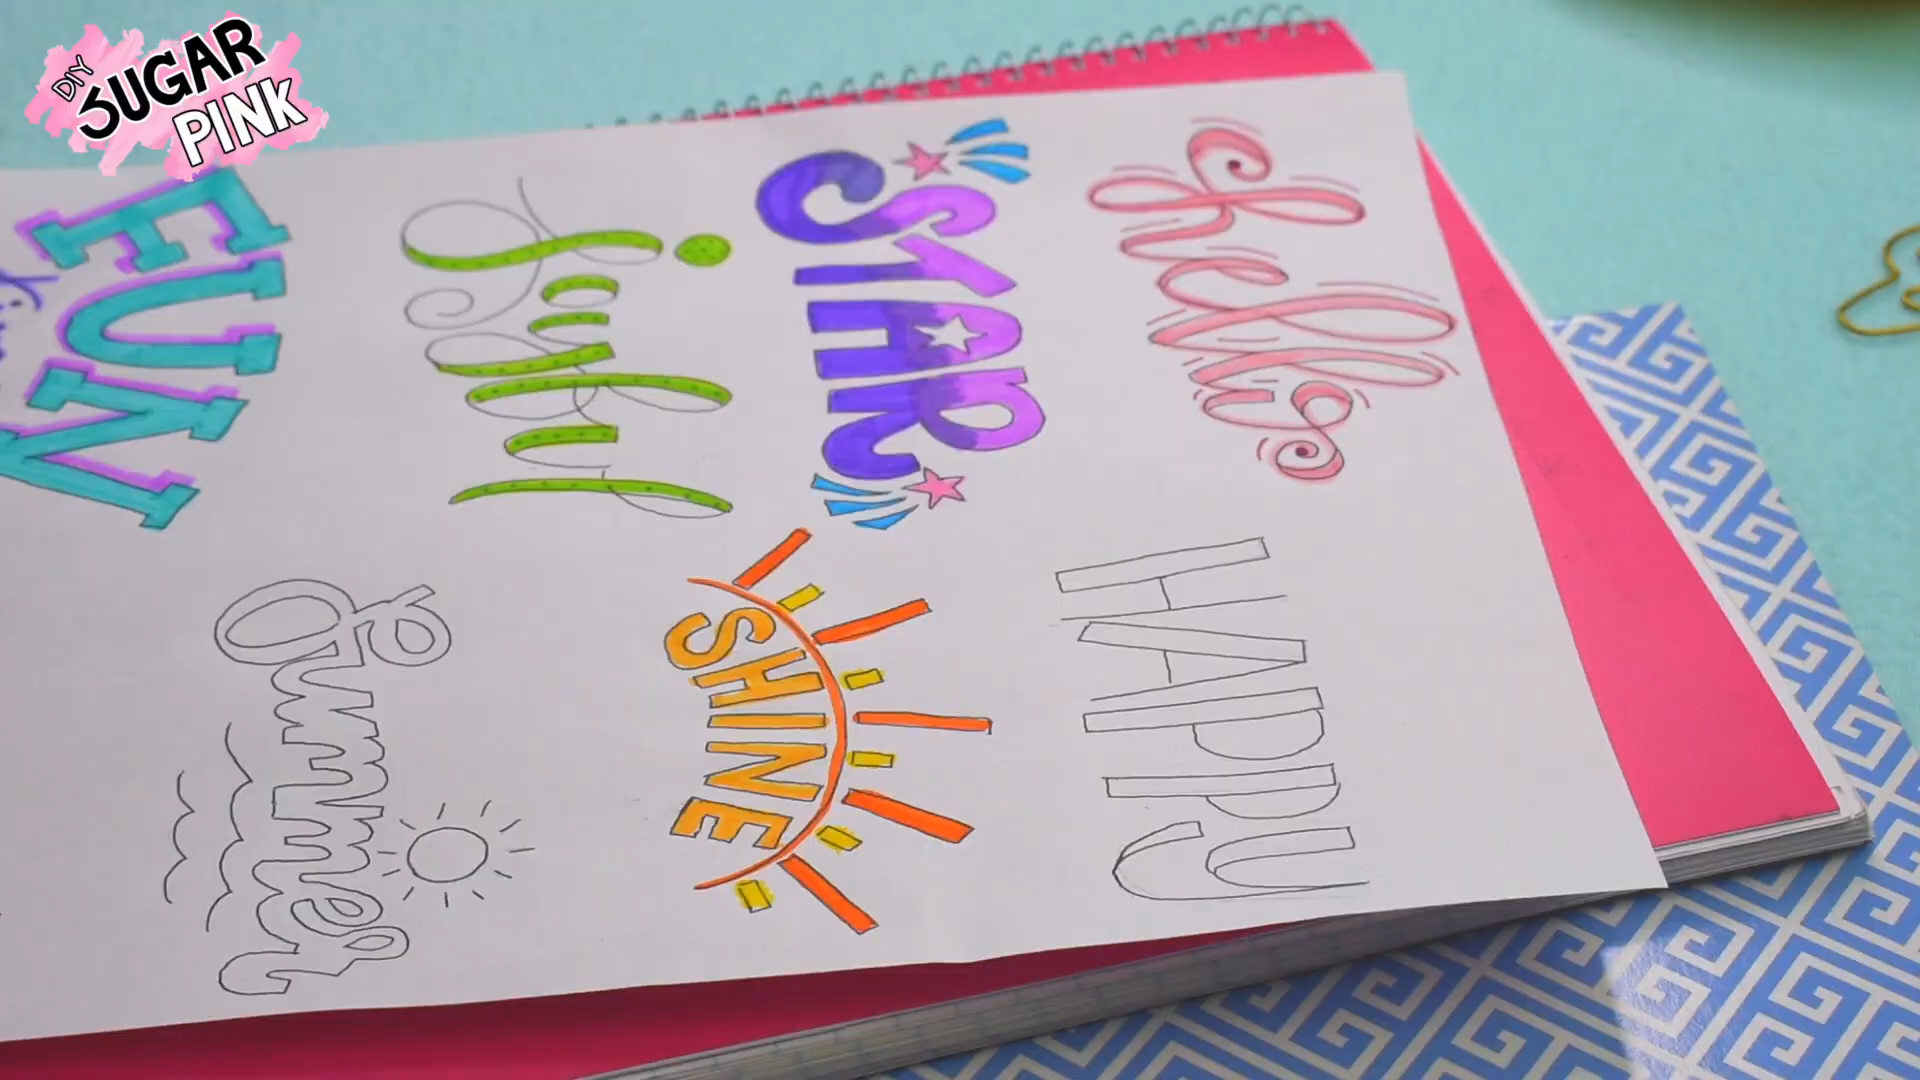 DIY
SUGAR
PINK
hello
HAPPY
STAR
SHINE
joyful
Summer
FUN